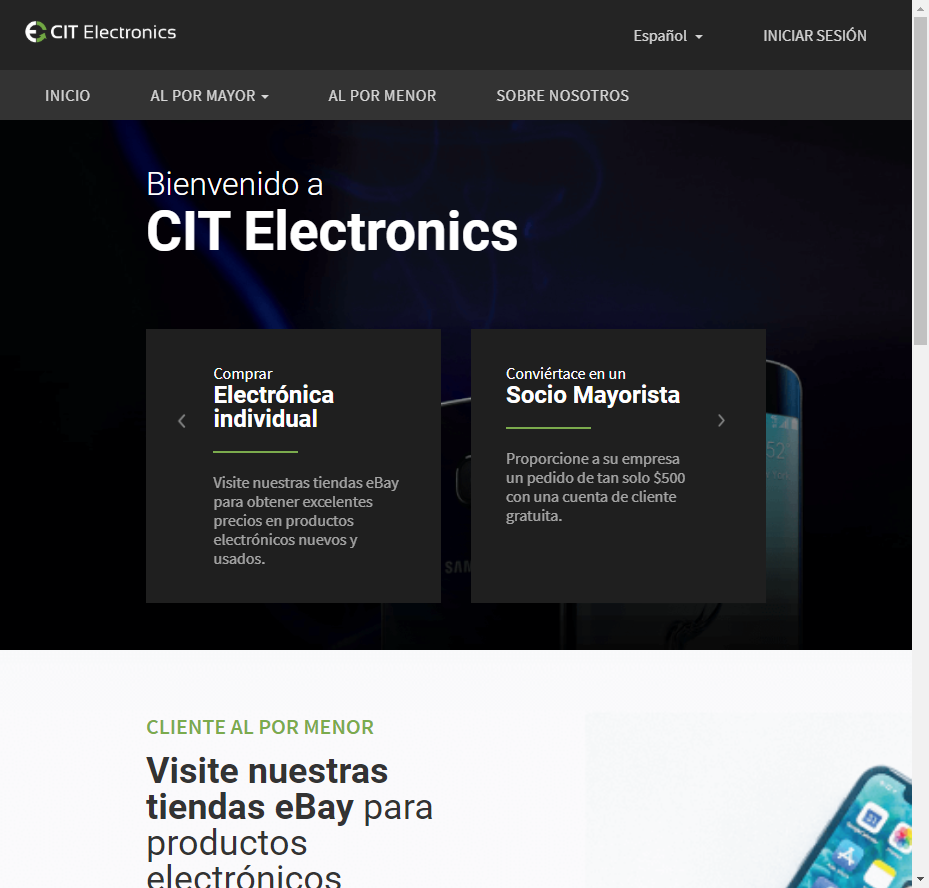 CIT Electronics
Español
INICIAR SESIÓN
INICIO
AL POR MAYOR
AL POR MENOR
SOBRE NOSOTROS
Bienvenido a
CIT Electronics
Comprar
Electrónica
individual
Visite nuestras tiendas eBay
para obtener excelentes
precios en productos
electrónicos nuevos y
usados.
Conviértace en un
Socio Mayorista
Proporcione a su empresa
un pedido de tan solo $500
con una cuenta de cliente
gratuita.
CLIENTE AL POR MENOR
Visite nuestras
tiendas eBay para
productos
electrónicos